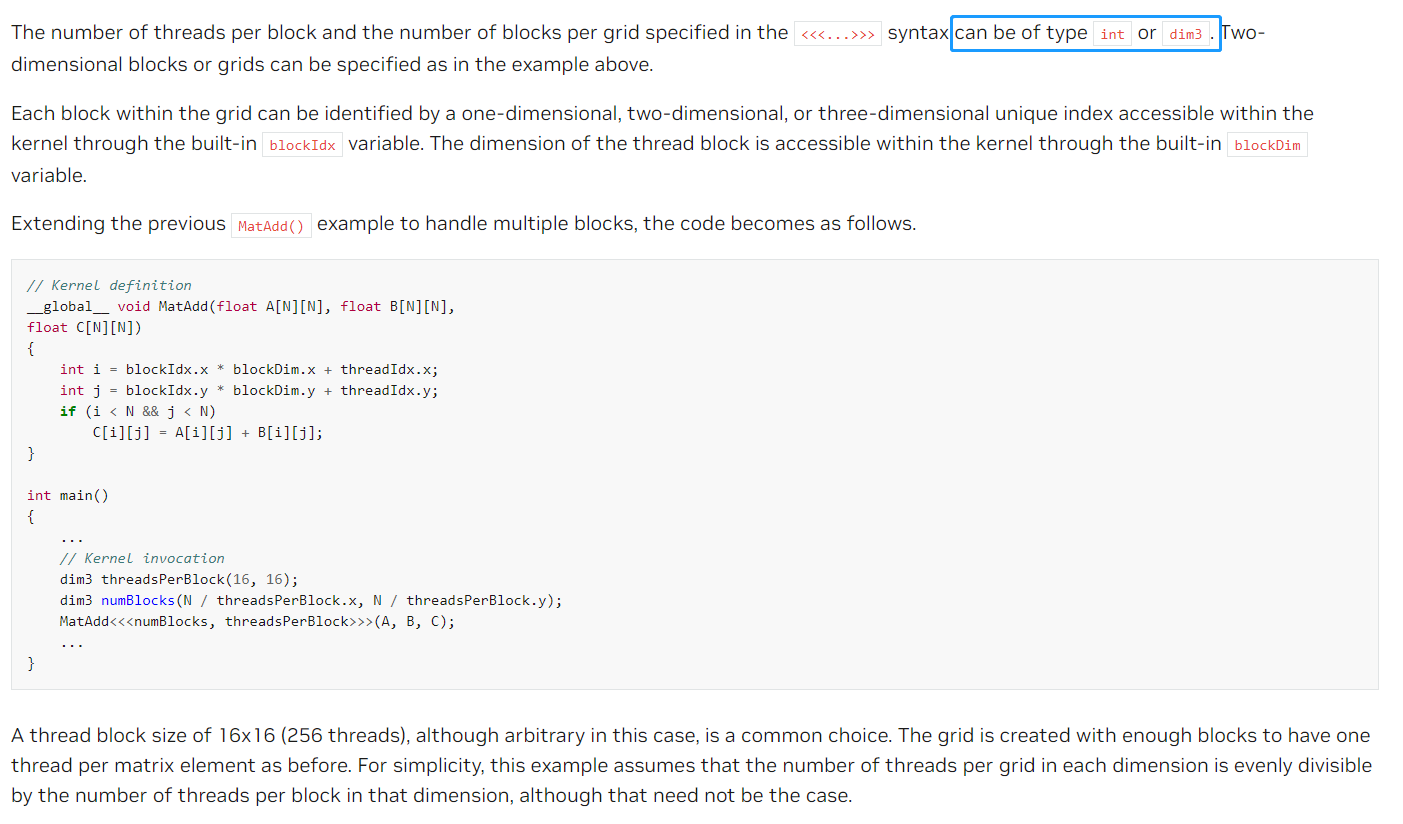 The number of threads per block and the number of blocks per grid specified in the <<<...>>> syntax can be of type int or dim3. Two-
dimensional blocks or grids can be specified as in the example above.
Each block within the grid can be identified by a one-dimensional, two-dimensional, or three-dimensional unique index accessible within the
kernel through the built-in blockIdx variable. The dimension of the thread block is accessible within the kernel through the built-in blockDim
variable.
Extending the previous MatAdd() example to handle multiple blocks, the code becomes as follows.
// Kernel definition
__global__ void MatAdd(float A[N][N], float B[N][N],
float C[N][N])
{
    int i = blockIdx.x * blockDim.x + threadIdx.x;
    int j = blockIdx.y * blockDim.y + threadIdx.y;
    if (i < N && j < N)
        C[i][j] = A[i][j] + B[i][j];
}
int main()
{
    ...
    // Kernel invocation
    dim3 threadsPerBlock(16, 16);
    dim3 numBlocks(N / threadsPerBlock.x, N / threadsPerBlock.y);
    MatAdd<<<numBlocks, threadsPerBlock>>>(A, B, C);
    ...
}
A thread block size of 16x16 (256 threads), although arbitrary in this case, is a common choice. The grid is created with enough blocks to have one
thread per matrix element as before. For simplicity, this example assumes that the number of threads per grid in each dimension is evenly divisible
by the number of threads per block in that dimension, although that need not be the case.